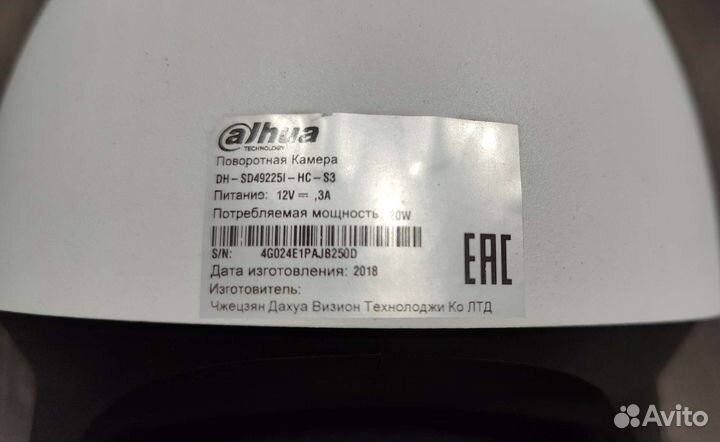 alhua
TECHNOLOGY
Поворотная Камера
DH-SD49225I-HC-S3
Питание: 12V⎓ ,3A
Потребляемая мощность 20W
S/N: 4G024E1PAJB250D
Дата изготовления: 2018
Изготовитель:
Чжецзян Дахуа Визион Технолоджи Ко ЛТД
EAC
Avito